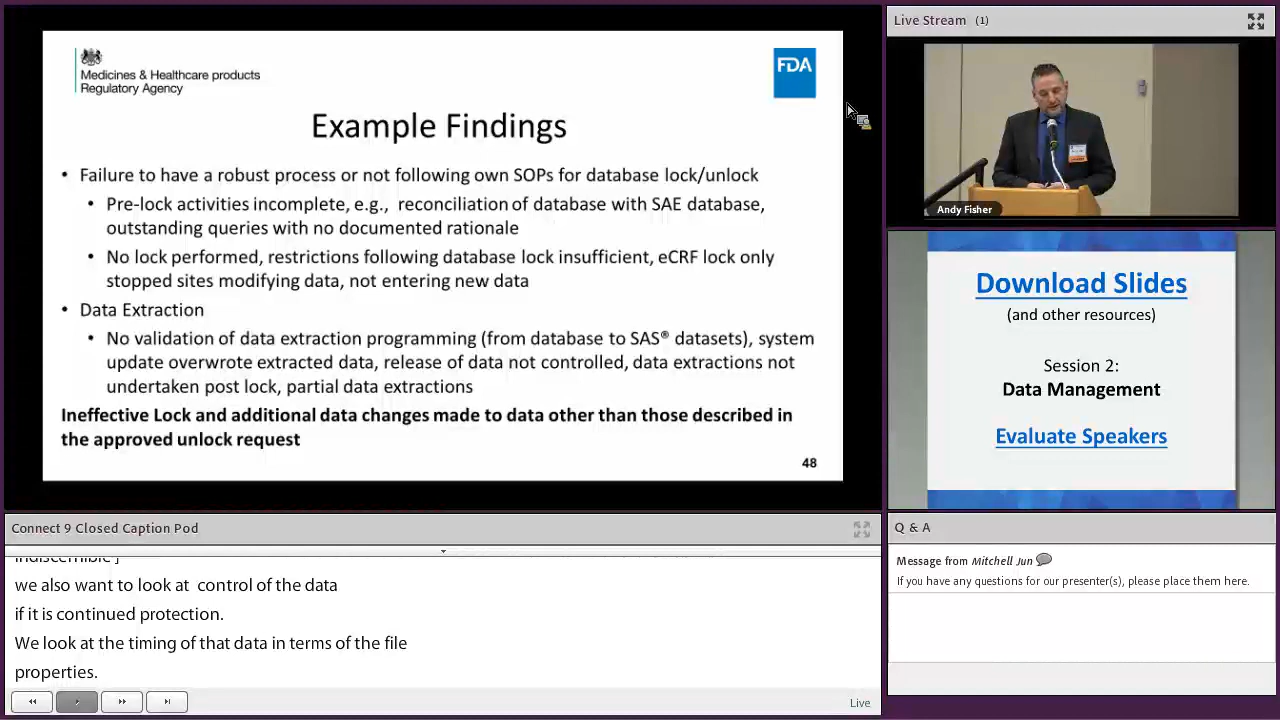 Medicines & Healthcare products
Regulatory Agency
FDA
Example Findings
• Failure to have a robust process or not following own SOPs for database lock/unlock
• Pre-lock activities incomplete, e.g., reconciliation of database with SAE database,
outstanding queries with no documented rationale
• No lock performed, restrictions following database lock insufficient, eCRF lock only
stopped sites modifying data, not entering new data
• Data Extraction
• No validation of data extraction programming (from database to SAS® datasets), system
update overwrote extracted data, release of data not controlled, data extractions not
undertaken post lock, partial data extractions
Ineffective Lock and additional data changes made to data other than those described in
the approved unlock request
48
Live Stream (1)
Andy Fisher
Download Slides
(and other resources)
Session 2:
Data Management
Evaluate Speakers
Connect 9 Closed Caption Pod
indiscernible ]
we also want to look at control of the data
if it is continued protection.
We look at the timing of that data in terms of the file
properties.
Live
Q & A
Message from Mitchell Jun
If you have any questions for our presenter(s), please place them here.